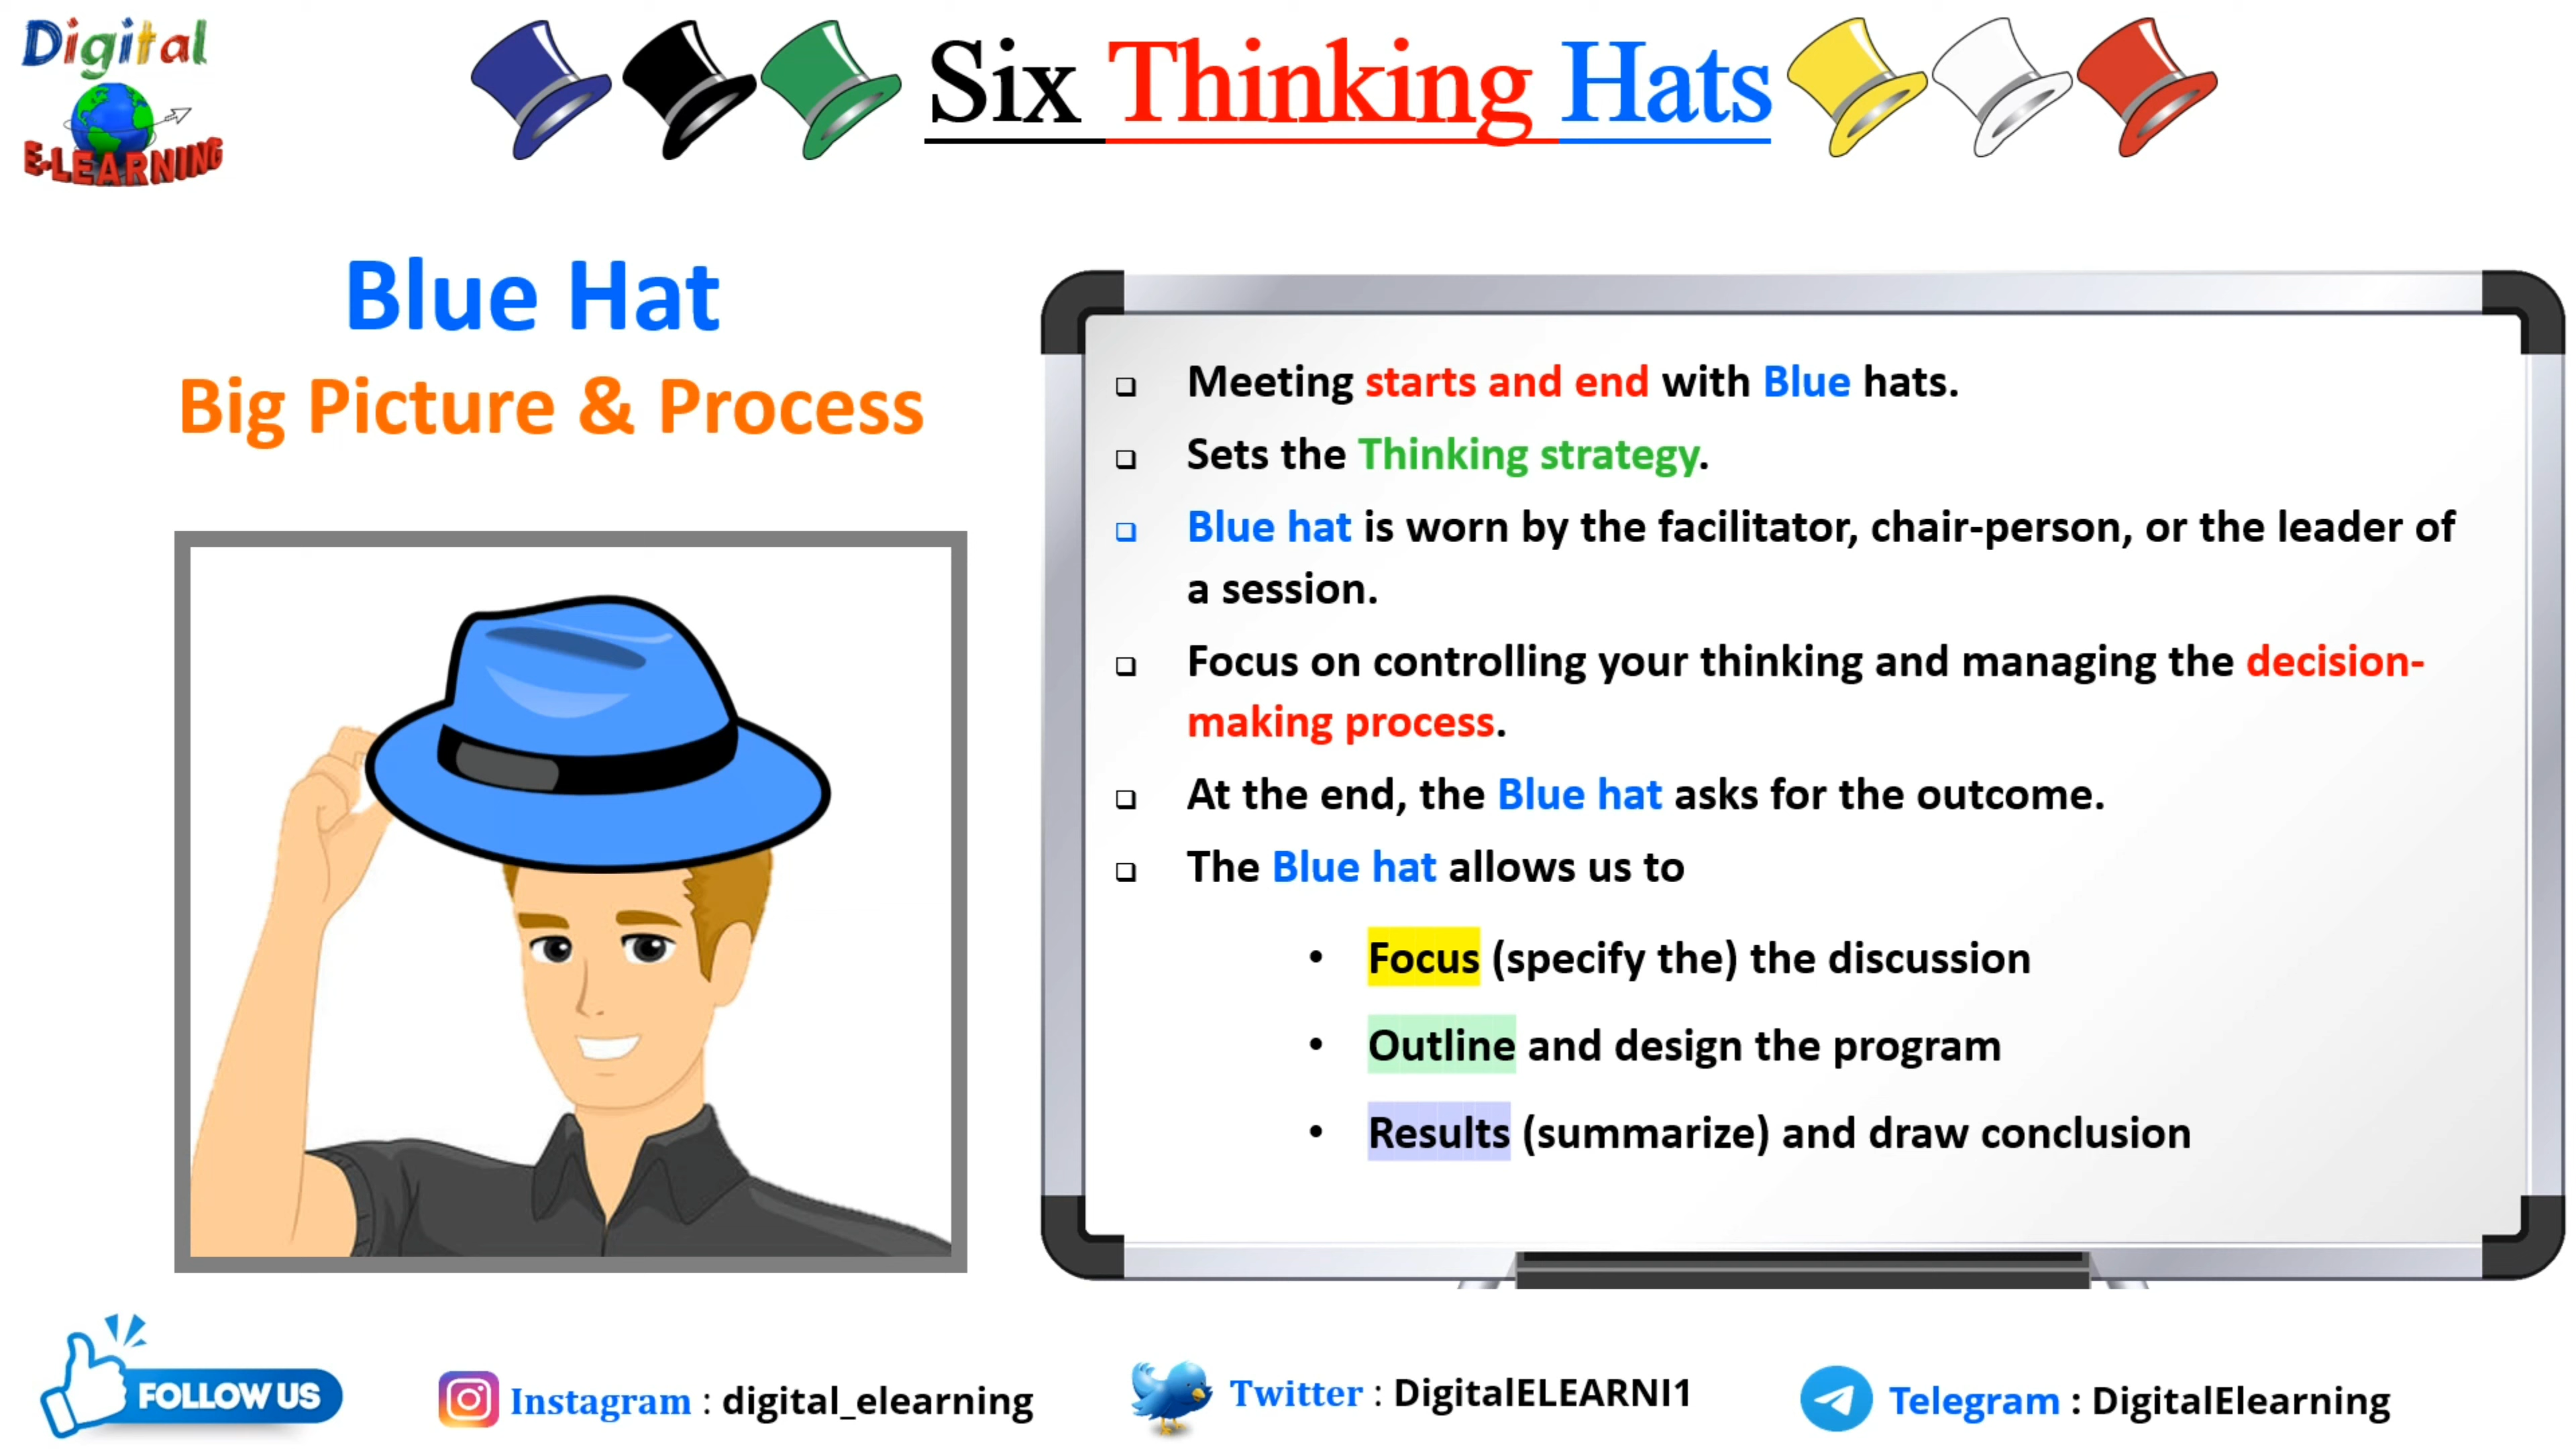 Digital
E-LEARNING
Six Thinking Hats
Blue Hat
Big Picture & Process
Meeting starts and end with Blue hats.
Sets the Thinking strategy.
Blue hat is worn by the facilitator, chair-person, or the leader of
a session.
Focus on controlling your thinking and managing the decision-
making process.
At the end, the Blue hat asks for the outcome.
The Blue hat allows us to
• Focus (specify the) the discussion
• Outline and design the program
• Results (summarize) and draw conclusion
FOLLOW US
Instagram : digital_elearning
Twitter : DigitalELEARNI1
Telegram : DigitalElearning